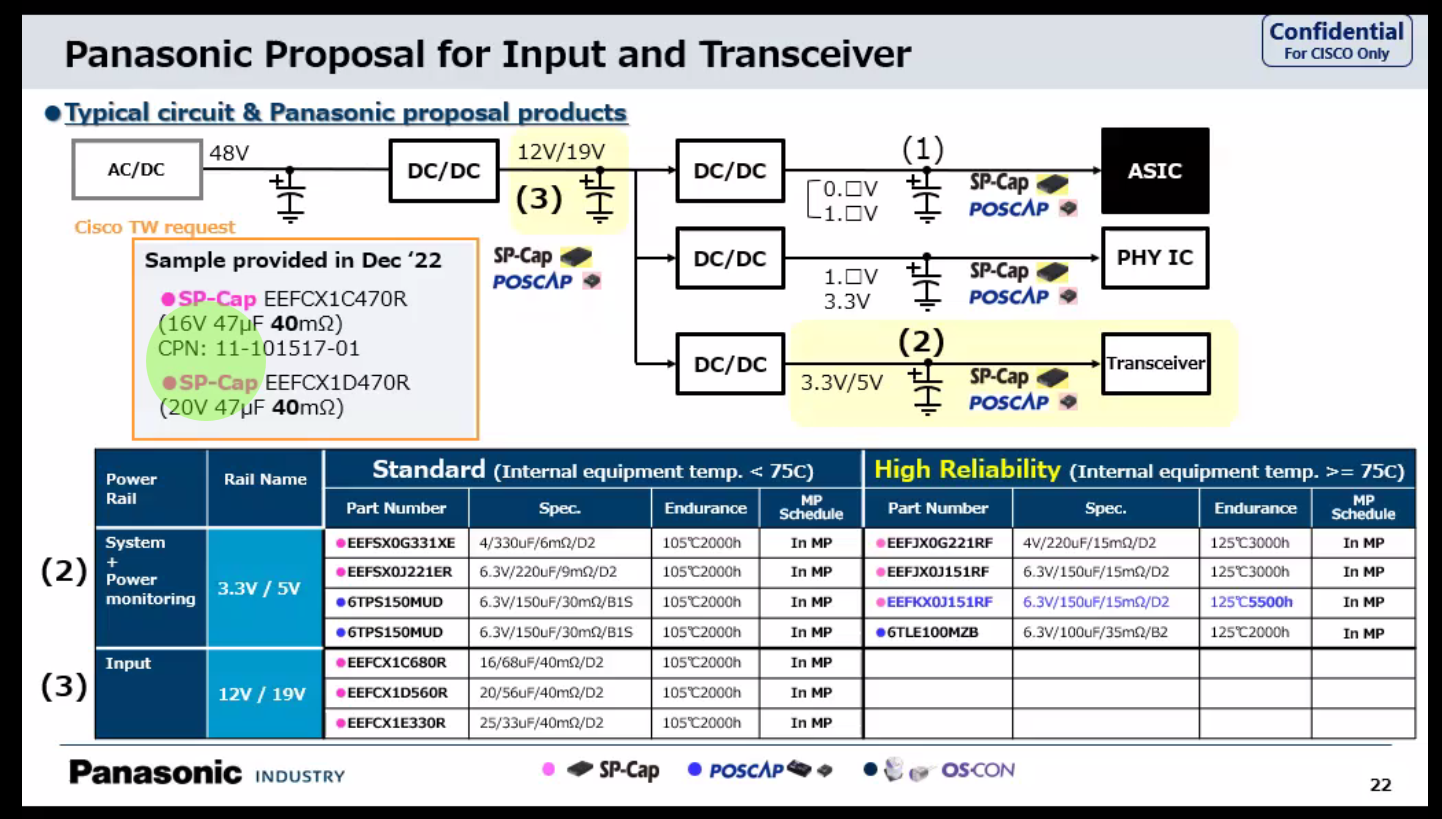 Panasonic Proposal for Input and Transceiver
Confidential
For CISCO Only
●Typical circuit & Panasonic proposal products
AC/DC
48V
DC/DC
12V/19V
(3)
SP-Cap
POSCAP
DC/DC
0.□V
1.□V
(1)
SP-Cap
POSCAP
ASIC
DC/DC
1.□V
3.3V
SP-Cap
POSCAP
PHY IC
DC/DC
3.3V/5V
(2)
SP-Cap
POSCAP
Transceiver
Cisco TW request
Sample provided in Dec ‘22
●SP-Cap EEFCX1C470R
(16V 47μF 40mΩ)
CPN: 11-101517-01
●SP-Cap EEFCX1D470R
(20V 47μF 40mΩ)
Power Rail | Rail Name | Standard (Internal equipment temp. < 75C) | High Reliability (Internal equipment temp. >= 75C)
Part Number | Spec. | Endurance | MP Schedule | Part Number | Spec. | Endurance | MP Schedule
(2) System + Power monitoring | 3.3V / 5V
●EEFSX0G331XE | 4/330uF/6mΩ/D2 | 105℃2000h | In MP | ●EEFJX0G221RF | 4V/220uF/15mΩ/D2 | 125℃3000h | In MP
●EEFSX0J221ER | 6.3V/220uF/9mΩ/D2 | 105℃2000h | In MP | ●EEFJX0J151RF | 6.3V/150uF/15mΩ/D2 | 125℃3000h | In MP
●6TPS150MUD | 6.3V/150uF/30mΩ/B1S | 105℃2000h | In MP | ●EEFKX0J151RF | 6.3V/150uF/15mΩ/D2 | 125℃5500h | In MP
●6TPS150MUD | 6.3V/150uF/30mΩ/B1S | 105℃2000h | In MP | ●6TLE100MZB | 6.3V/100uF/35mΩ/B2 | 125℃2000h | In MP
(3) Input | 12V / 19V
●EEFCX1C680R | 16/68uF/40mΩ/D2 | 105℃2000h | In MP
●EEFCX1D560R | 20/56uF/40mΩ/D2 | 105℃2000h | In MP
●EEFCX1E330R | 25/33uF/40mΩ/D2 | 105℃2000h | In MP
Panasonic INDUSTRY
● SP-Cap ● POSCAP ● OS-CON
22